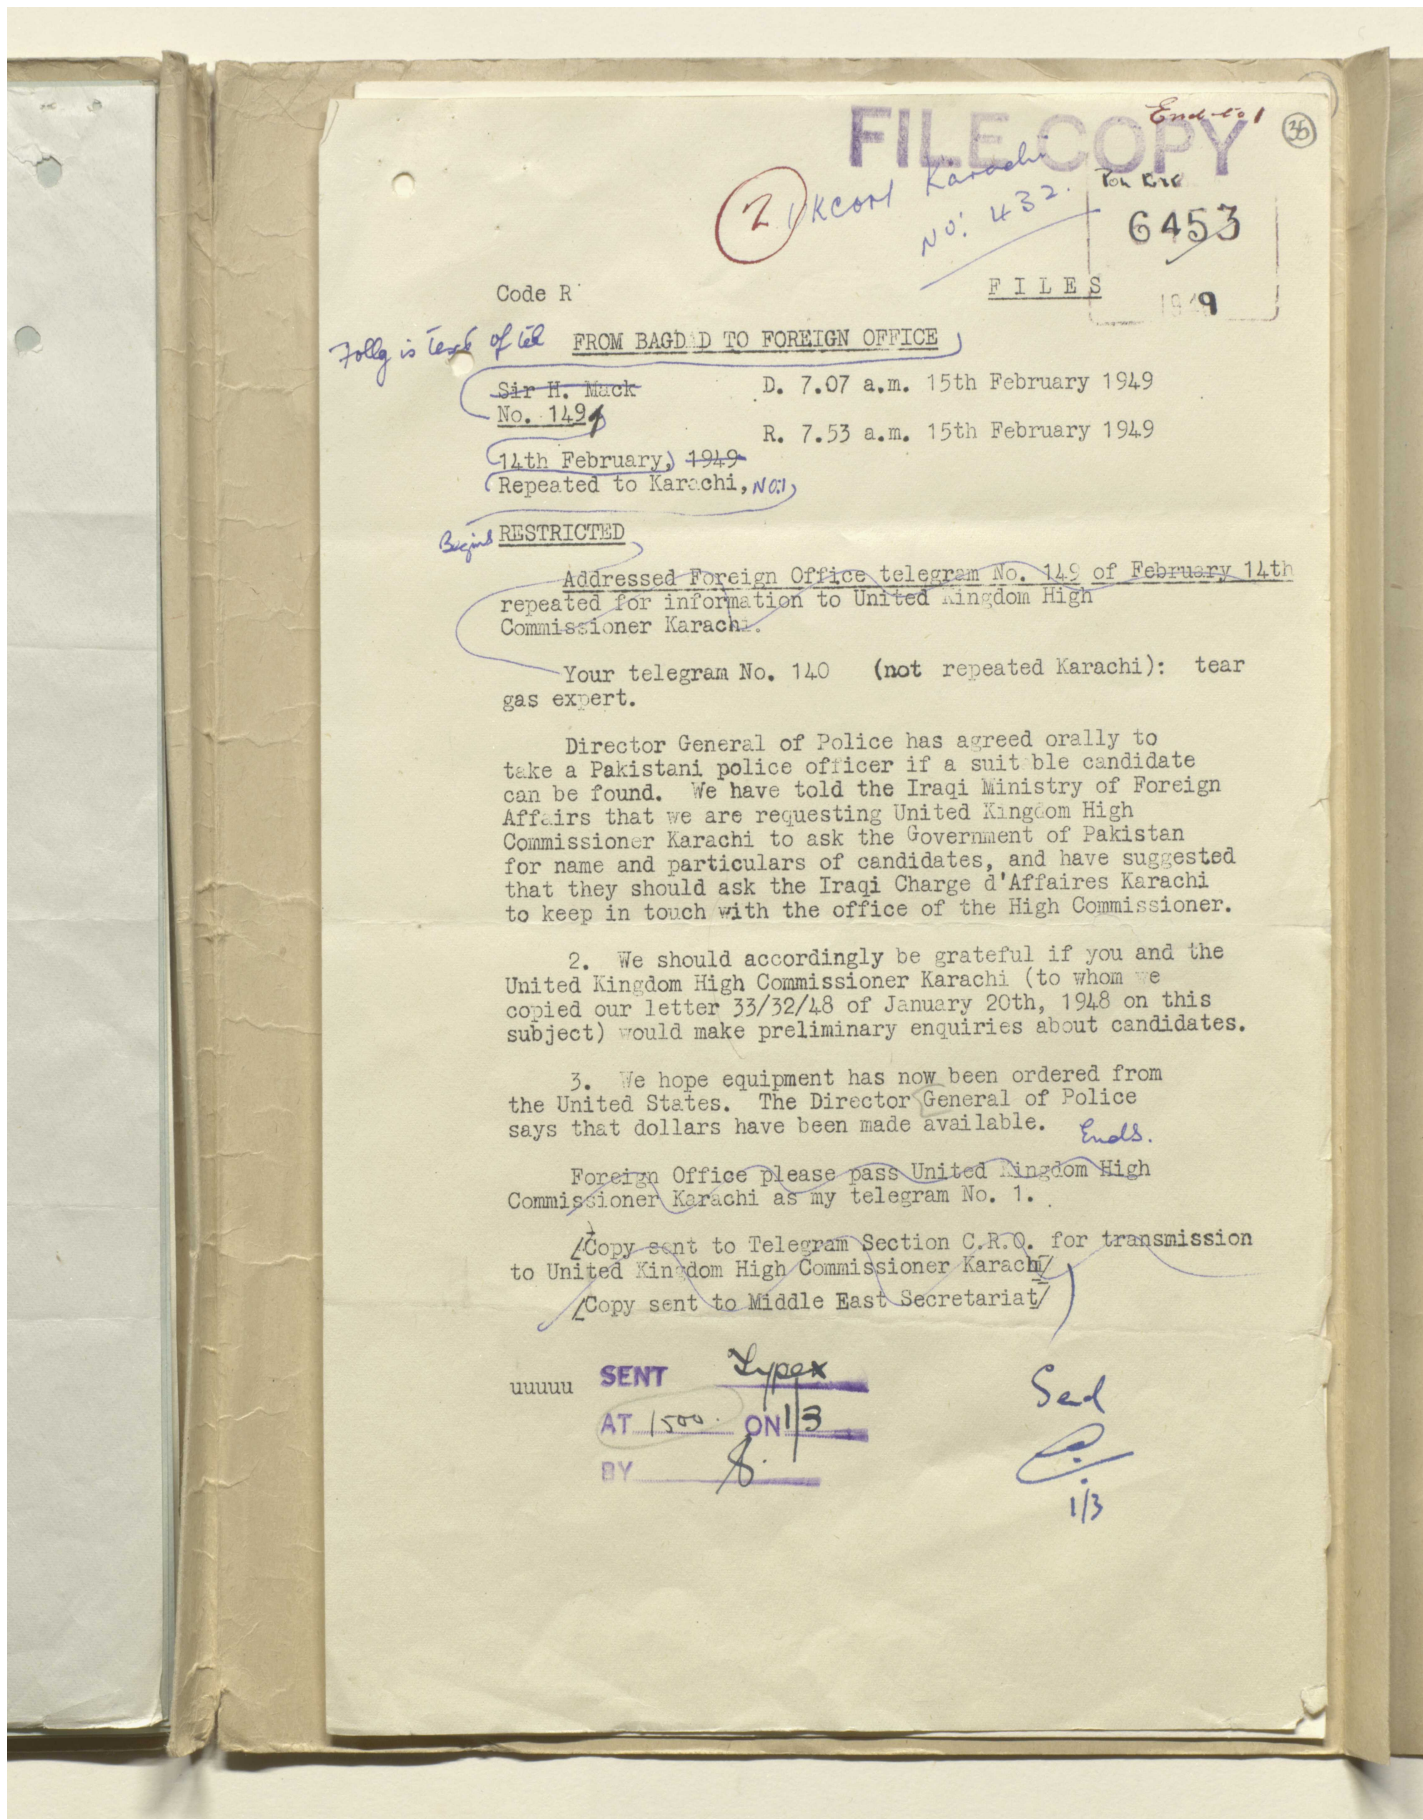 FILE COPY
End to 1
36
2
UKCOM Karachi
No: 432.
6453
1949
FILES
Code R
Follg is text of tel
FROM BAGDAD TO FOREIGN OFFICE
Sir H. Mack
D. 7.07 a.m. 15th February 1949
No. 149
R. 7.53 a.m. 15th February 1949
14th February, 1949
Repeated to Karachi, No:1
Begins RESTRICTED
Addressed Foreign Office telegram No. 149 of February 14th
repeated for information to United Kingdom High
Commissioner Karachi.
Your telegram No. 140 (not repeated Karachi): tear
gas expert.
Director General of Police has agreed orally to
take a Pakistani police officer if a suitable candidate
can be found. We have told the Iraqi Ministry of Foreign
Affairs that we are requesting United Kingdom High
Commissioner Karachi to ask the Government of Pakistan
for name and particulars of candidates, and have suggested
that they should ask the Iraqi Charge d'Affaires Karachi
to keep in touch with the office of the High Commissioner.
2. We should accordingly be grateful if you and the
United Kingdom High Commissioner Karachi (to whom we
copied our letter 33/32/48 of January 20th, 1948 on this
subject) would make preliminary enquiries about candidates.
3. We hope equipment has now been ordered from
the United States. The Director General of Police
says that dollars have been made available.
Ends.
Foreign Office please pass United Kingdom High
Commissioner Karachi as my telegram No. 1.
[Copy sent to Telegram Section C.R.O. for transmission
to United Kingdom High Commissioner Karachi]
[Copy sent to Middle East Secretariat]
uuuuu
SENT Typex
AT 1500. ON 1/3
BY
Send
1/3